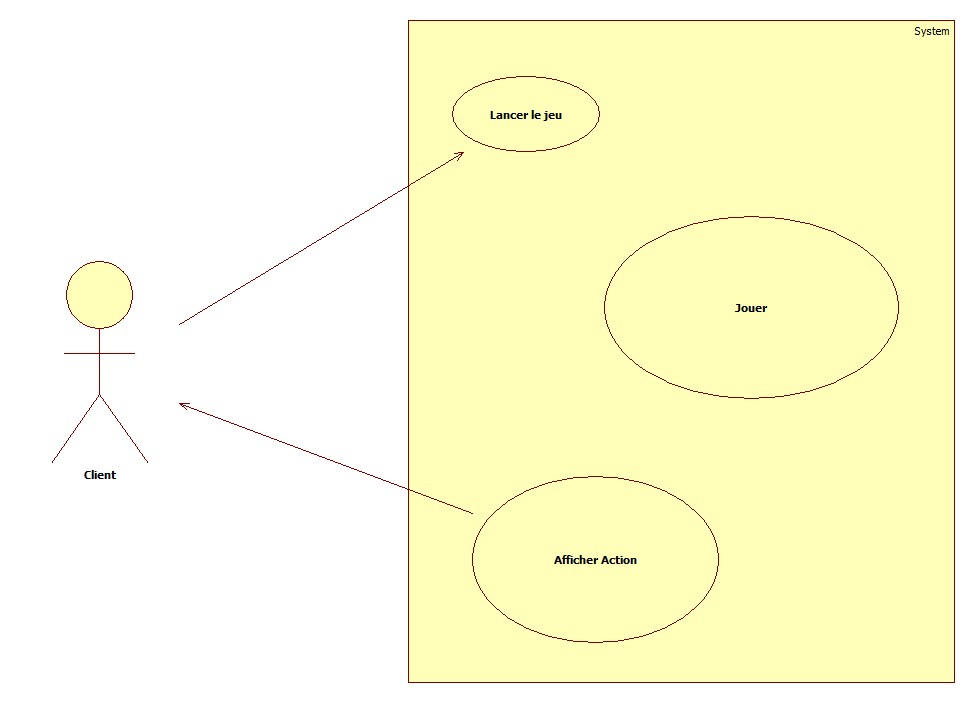 System
Lancer le jeu
Jouer
Client
Afficher Action